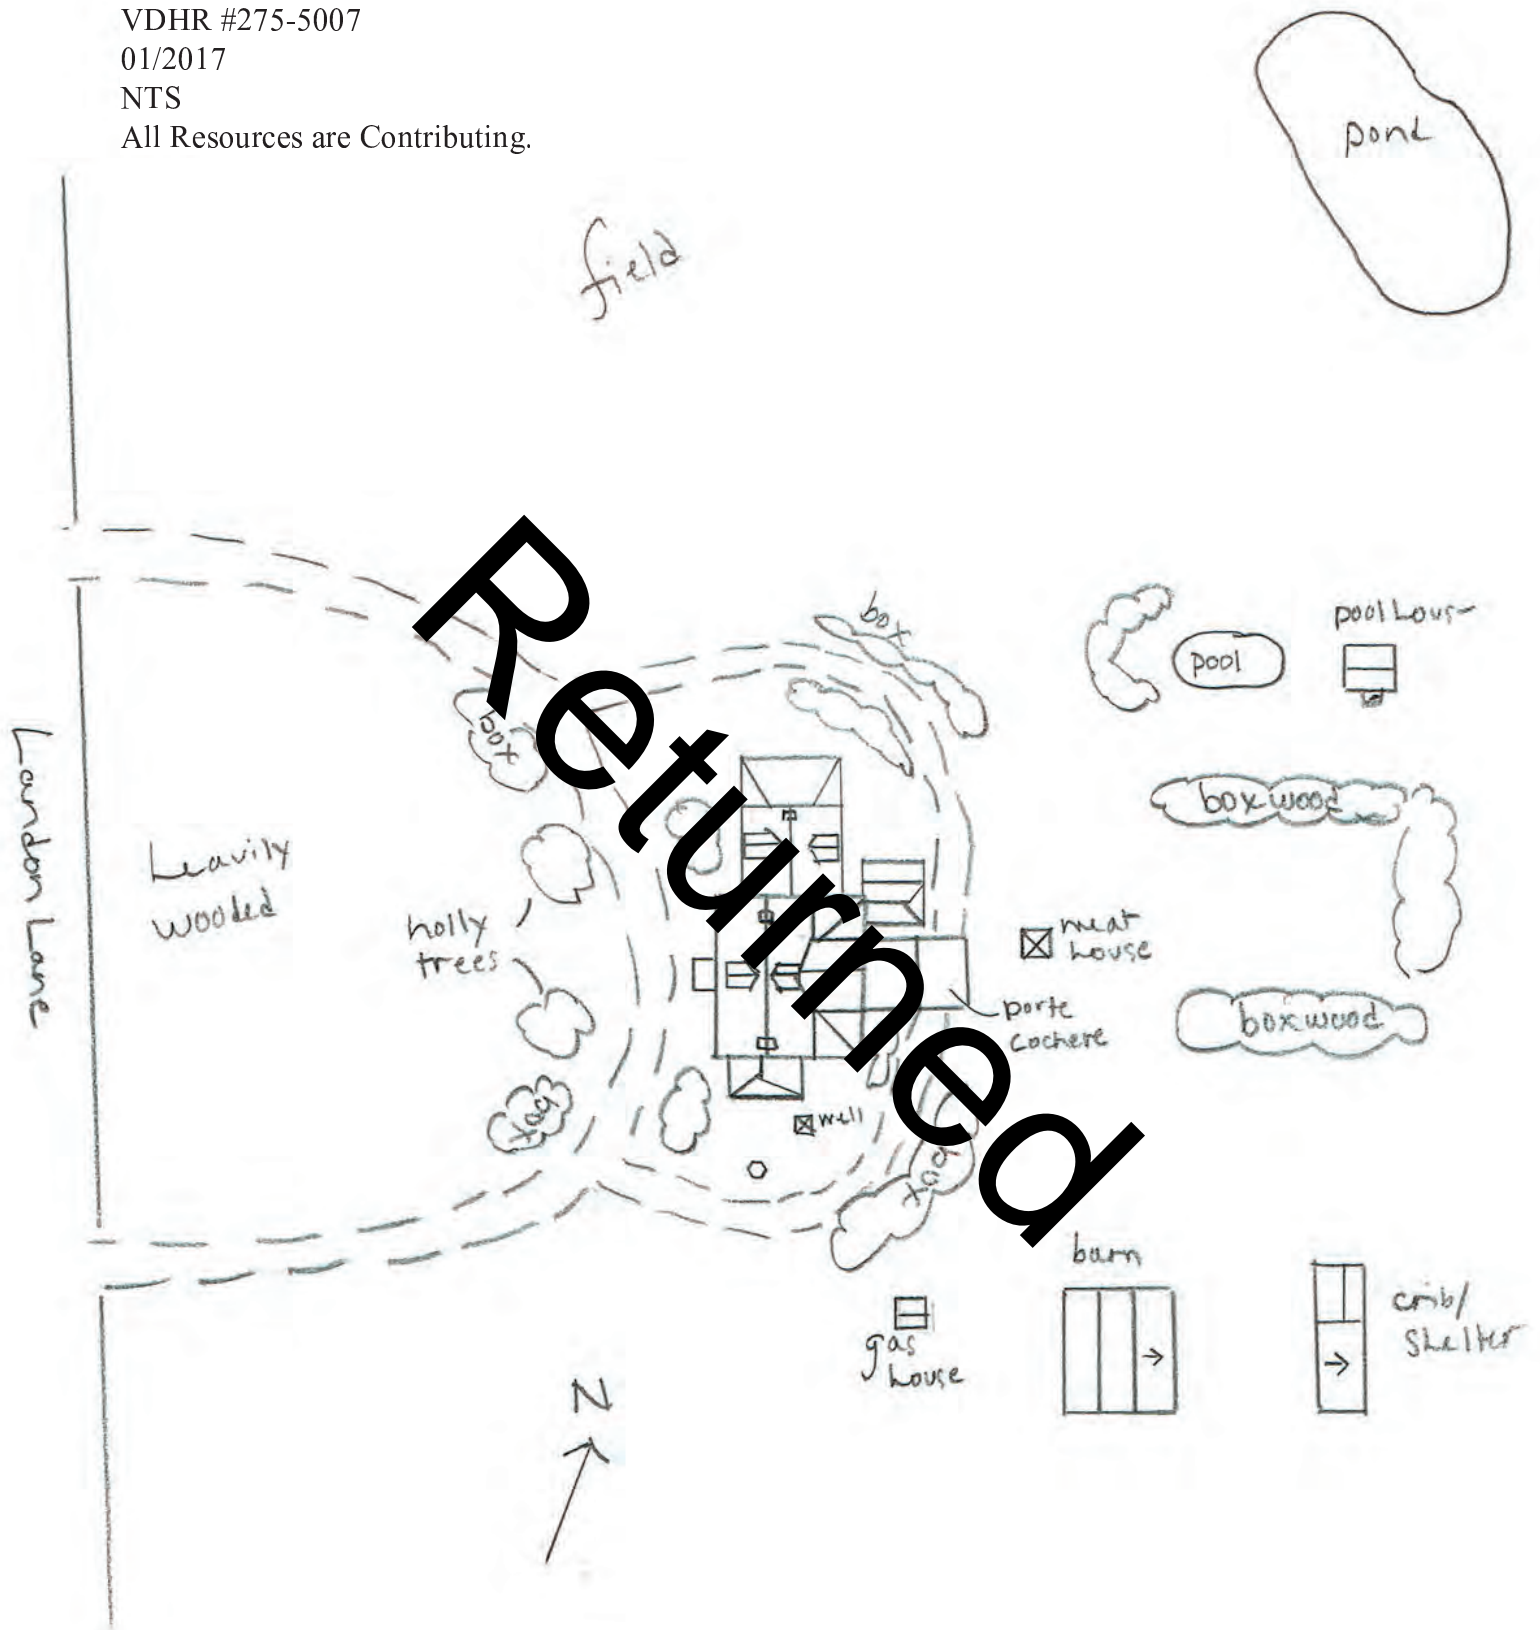 VDHR #275-5007
01/2017
NTS
All Resources are Contributing.
pond
field
box
pool house
pool
box
boxwood
Landon Lane
heavily
wooded
holly
trees
meat
house
porte
cochere
boxwood
box
well
box
barn
crib/
shelter
gas
house
N
Returned